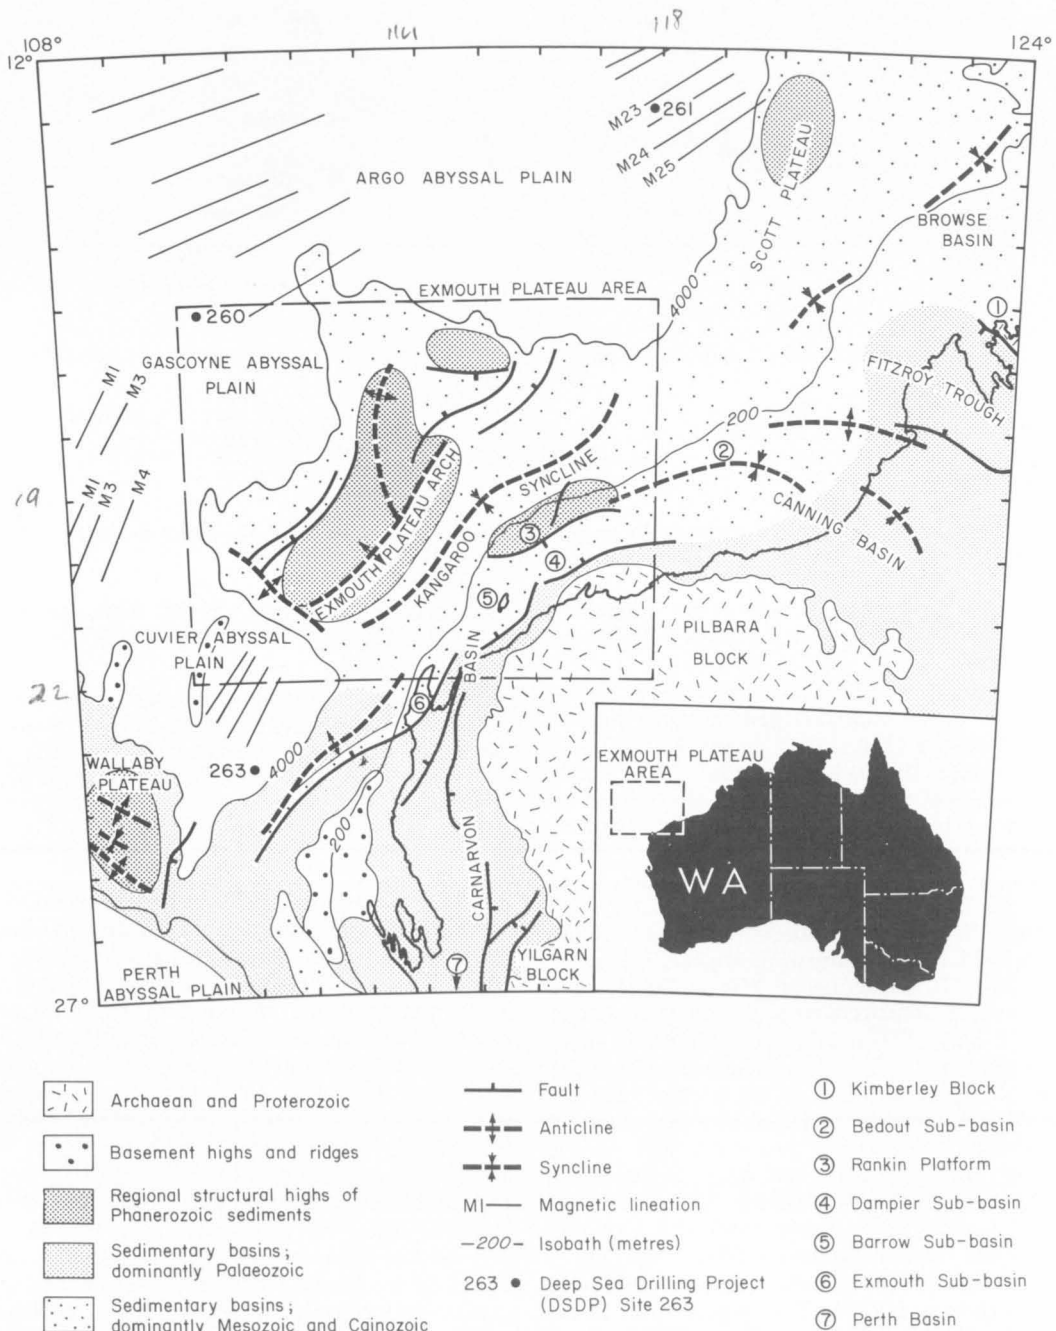 114 118
108° 124°
12°
M23 261
M24
M25
ARGO ABYSSAL PLAIN
SCOTT PLATEAU
BROWSE
BASIN
4000
EXMOUTH PLATEAU AREA
260
1
GASCOYNE ABYSSAL
PLAIN
M1
M3
FITZROY TROUGH
200
2
SYNCLINE
KANGAROO
EXMOUTH PLATEAU ARCH
CANNING
BASIN
19
M1
M3
M4
3
4
5
CUVIER ABYSSAL
PLAIN
PILBARA
BLOCK
BASIN
22
6
WALLABY
PLATEAU
263
4000
200
EXMOUTH PLATEAU
AREA
WA
CARNARVON
PERTH
ABYSSAL PLAIN
7
YILGARN
BLOCK
27°
Archaean and Proterozoic
Basement highs and ridges
Regional structural highs of
Phanerozoic sediments
Sedimentary basins;
dominantly Palaeozoic
Sedimentary basins;
dominantly Mesozoic and Cainozoic
Fault
Anticline
Syncline
M1 Magnetic lineation
—200— Isobath (metres)
263 • Deep Sea Drilling Project
(DSDP) Site 263
1 Kimberley Block
2 Bedout Sub-basin
3 Rankin Platform
4 Dampier Sub-basin
5 Barrow Sub-basin
6 Exmouth Sub-basin
7 Perth Basin